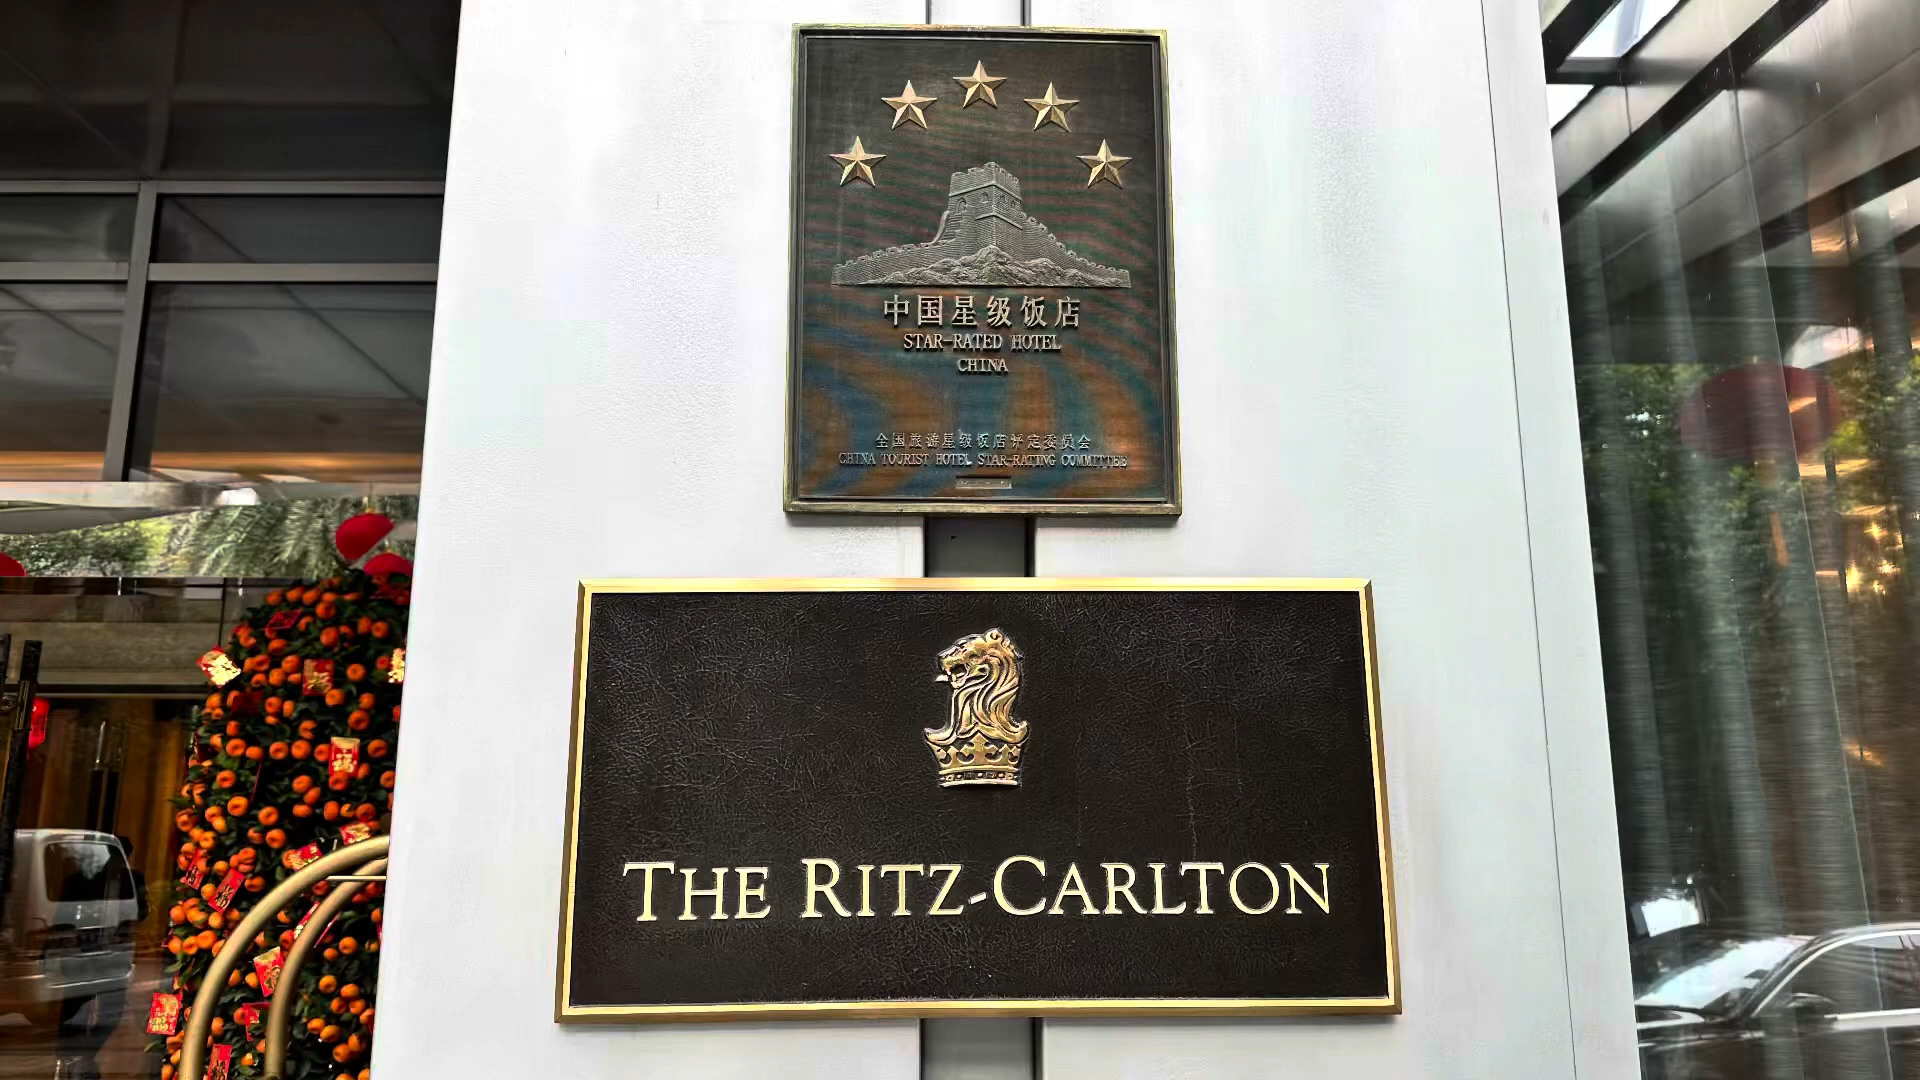 中国星级饭店
STAR-RATED HOTEL
CHINA
全国旅游星级饭店评定委员会
CHINA TOURIST HOTEL STAR-RATING COMMITTEE
THE RITZ-CARLTON
福